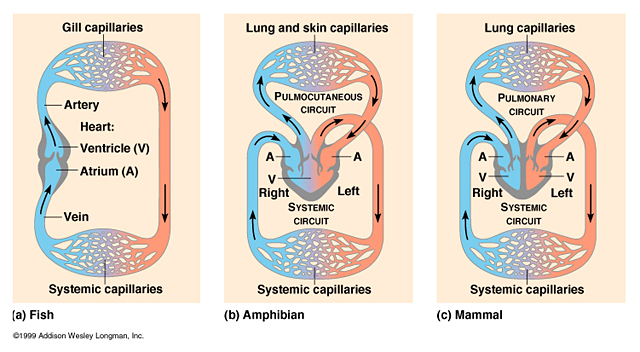 Gill capillaries
Artery
Heart:
Ventricle (V)
Atrium (A)
Vein
Systemic capillaries
(a) Fish
Lung and skin capillaries
PULMOCUTANEOUS
CIRCUIT
A
A
V
Right
Left
SYSTEMIC
CIRCUIT
Systemic capillaries
(b) Amphibian
Lung capillaries
PULMONARY
CIRCUIT
A
A
V
V
Right
Left
SYSTEMIC
CIRCUIT
Systemic capillaries
(c) Mammal
©1999 Addison Wesley Longman, Inc.